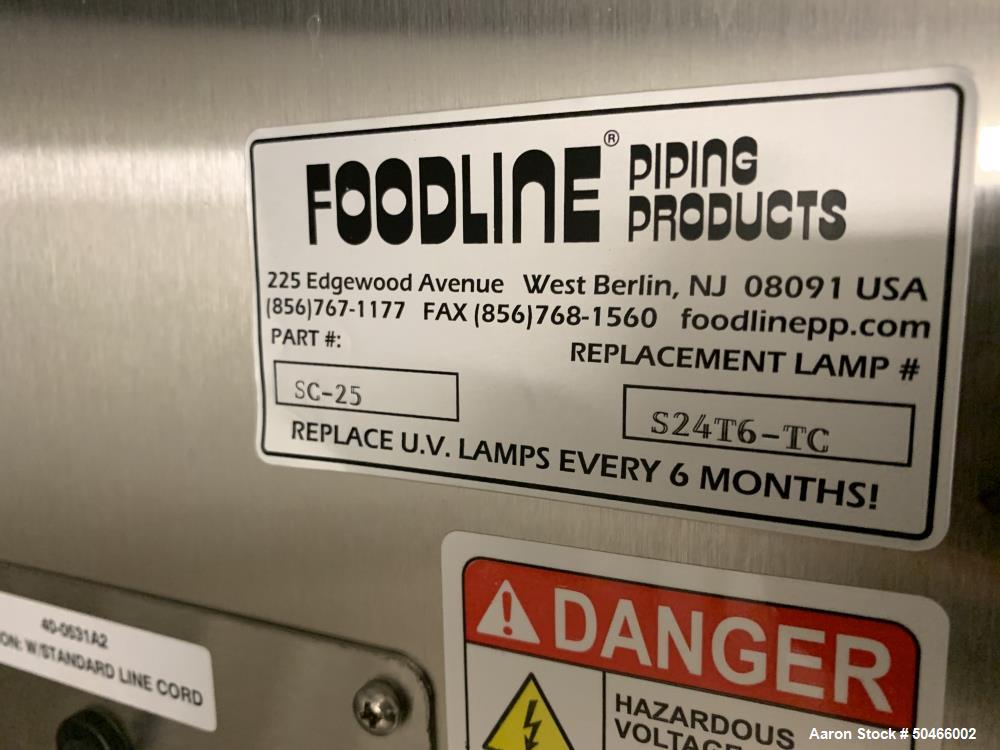 FOODLINE® PIPING PRODUCTS
225 Edgewood Avenue West Berlin, NJ 08091 USA
(856)767-1177 FAX (856)768-1560 foodlinepp.com
PART #: REPLACEMENT LAMP #
SC-25 S24T6-TC
REPLACE U.V. LAMPS EVERY 6 MONTHS!
DANGER
HAZARDOUS
40-0531A2
W/STANDARD LINE CORD
Aaron Stock # 50466002